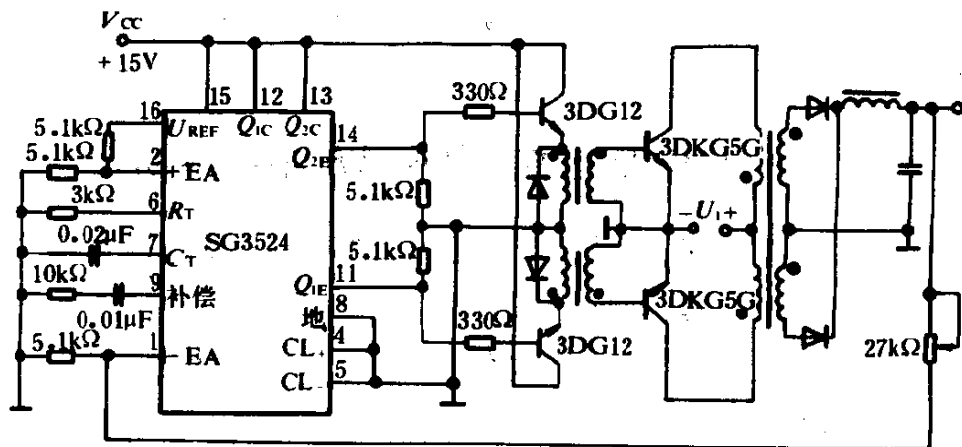 VCC
+ 15V
15
12
13
16
UREF
Q1C
Q2C
14
Q2E
5.1kΩ
5.1kΩ
2
+EA
3kΩ
6
RT
0.02μF
7
CT
SG3524
10kΩ
9
补偿
0.01μF
5.1kΩ
1
- EA
11
Q1E
8
地
4
CL+
5
CL
330Ω
3DG12
5.1kΩ
5.1kΩ
330Ω
3DG12
3DKG5G
- U1 +
3DKG5G
27kΩ